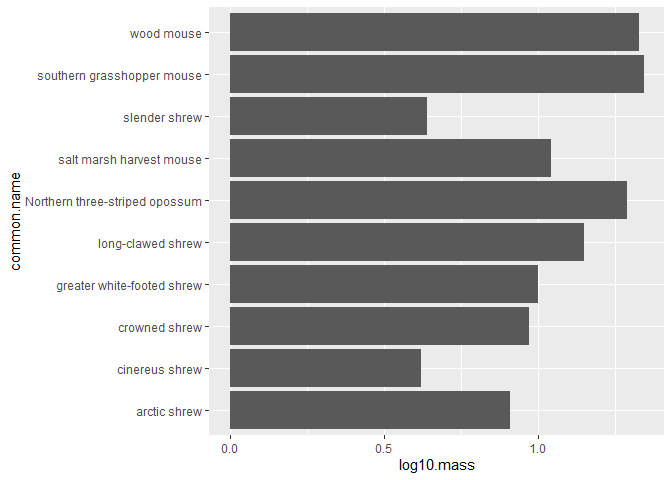 common.name
wood mouse
southern grasshopper mouse
slender shrew
salt marsh harvest mouse
Northern three-striped opossum
long-clawed shrew
greater white-footed shrew
crowned shrew
cinereus shrew
arctic shrew
0.0 0.5 1.0
log10.mass